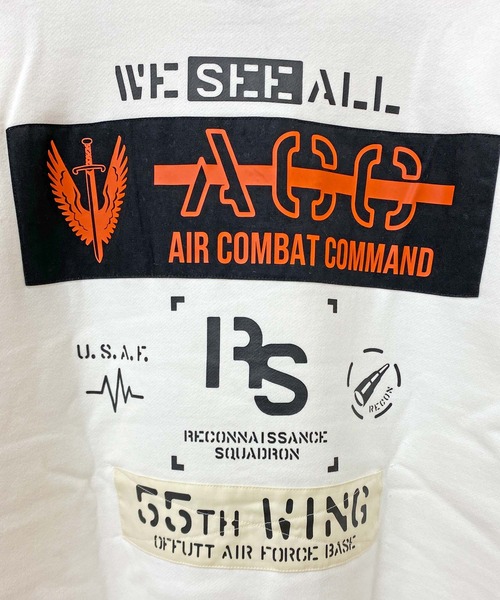 WE SEE ALL
ACC
AIR COMBAT COMMAND
U.S.A.F.
RS
RECON
RECONNAISSANCE
SQUADRON
55TH WING
OFFUTT AIR FORCE BASE